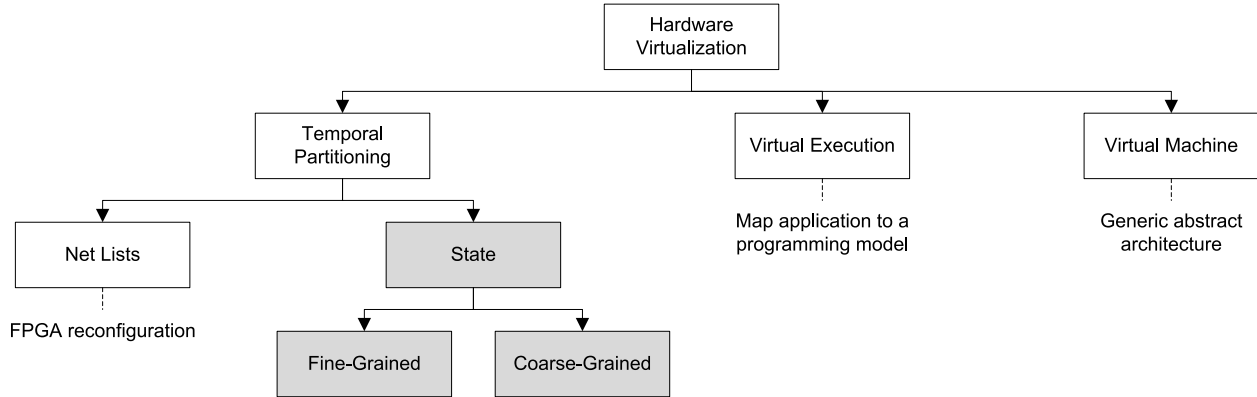 Hardware
Virtualization
Temporal
Partitioning
Virtual Execution
Virtual Machine
Net Lists
State
Map application to a
programming model
Generic abstract
architecture
FPGA reconfiguration
Fine-Grained
Coarse-Grained